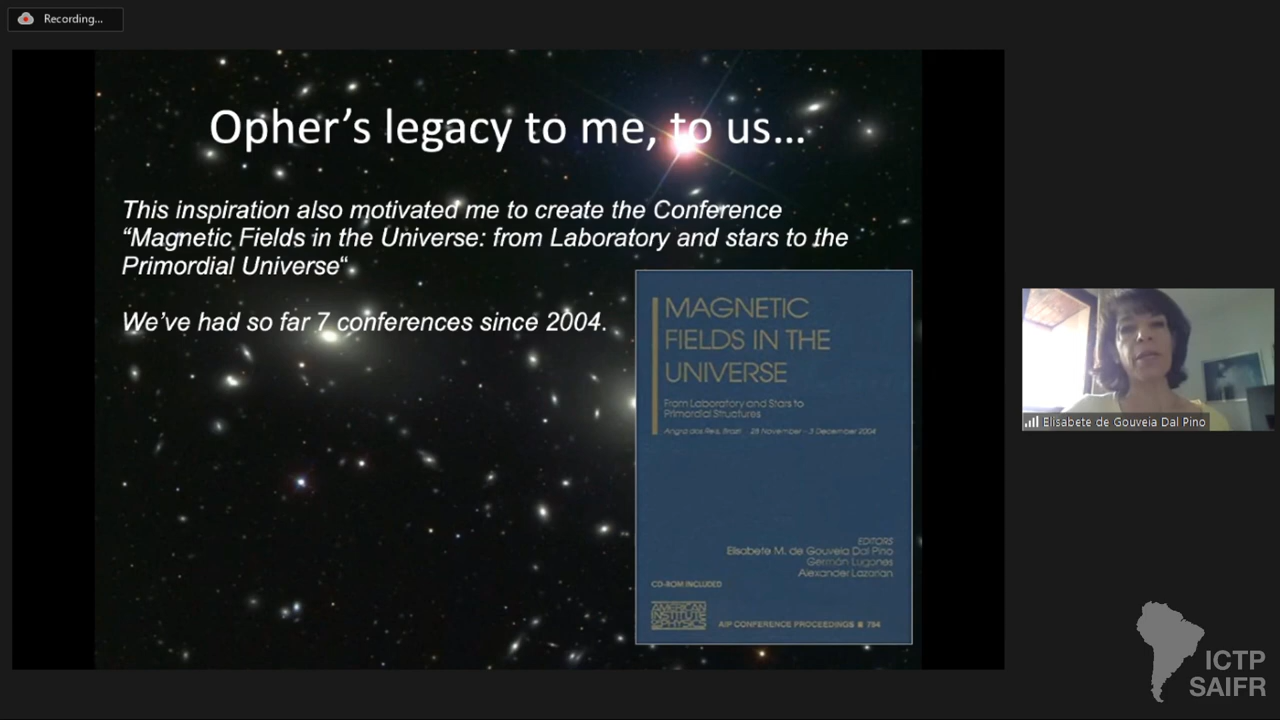 Recording...
Opher's legacy to me, to us...
This inspiration also motivated me to create the Conference
“Magnetic Fields in the Universe: from Laboratory and stars to the
Primordial Universe“.
We've had so far 7 conferences since 2004.
MAGNETIC
FIELDS IN THE
UNIVERSE
From Laboratory and Stars to
Primordial Structures
Angra dos Reis, Brazil 28 November - 3 December 2004
EDITORS
Elisabete M. de Gouveia Dal Pino
Germán Lugones
Alexander Lazarian
CD-ROM INCLUDED
AMERICAN
INSTITUTE
OF PHYSICS
AIP CONFERENCE PROCEEDINGS ■ 784
Elisabete de Gouveia Dal Pino
ICTP
SAIFR